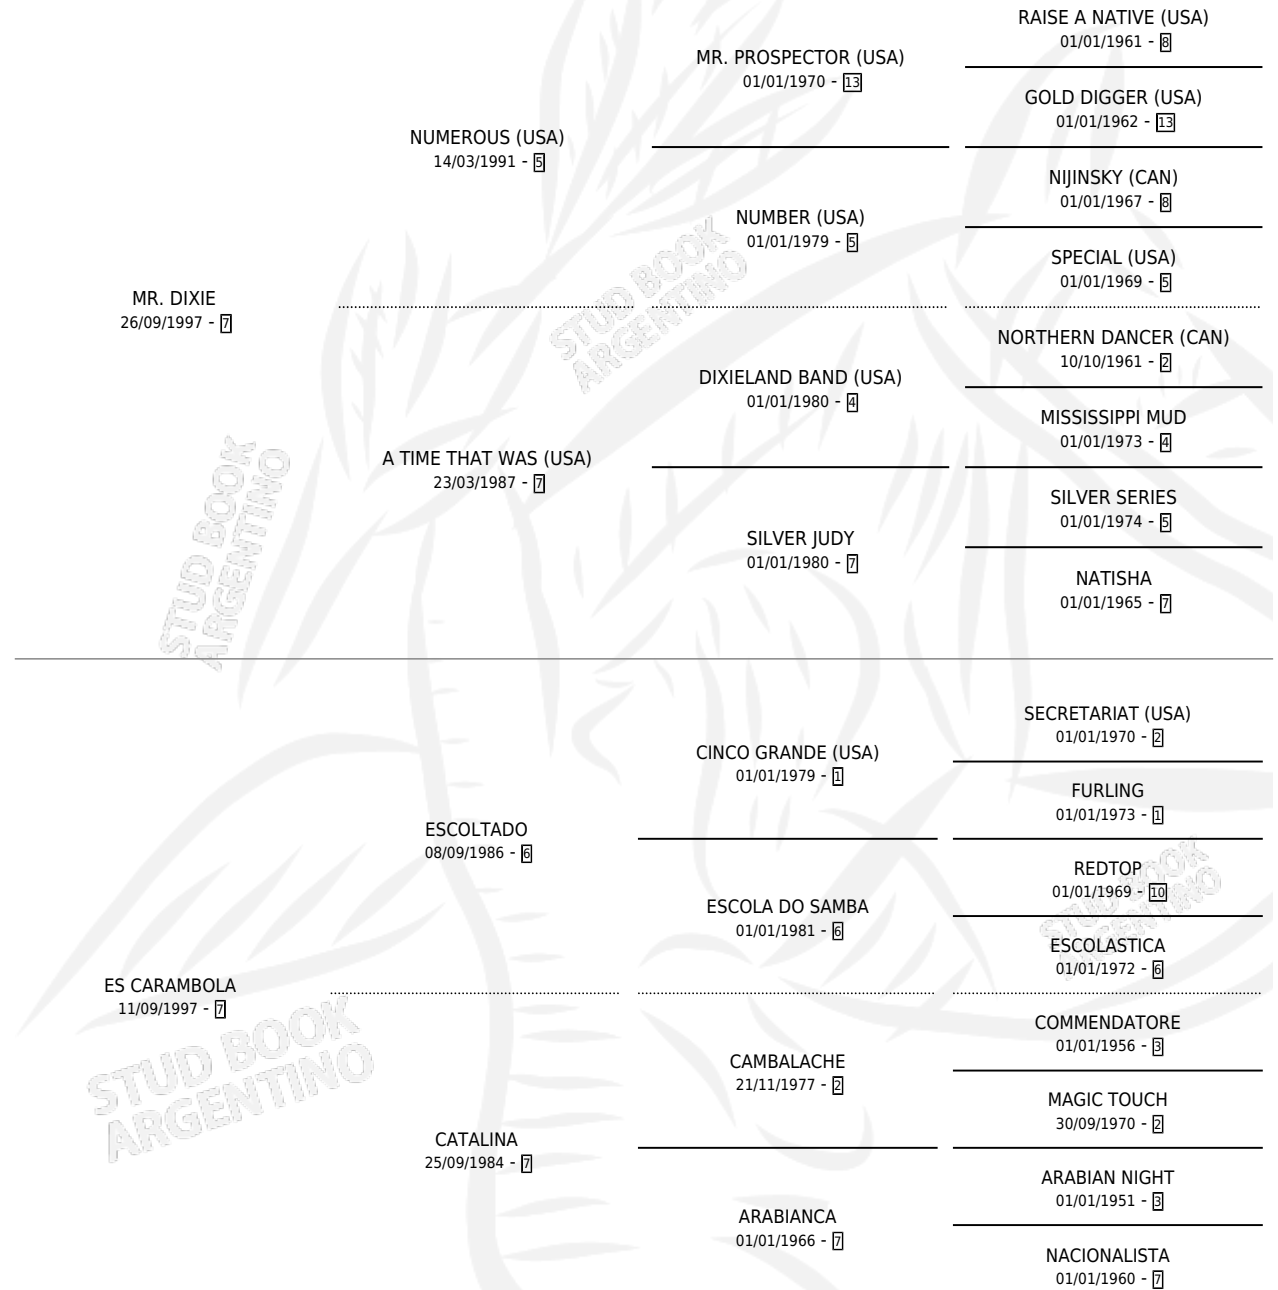 RAISE A NATIVE (USA)
01/01/1961 - 8
MR. PROSPECTOR (USA)
01/01/1970 - 13
GOLD DIGGER (USA)
01/01/1962 - 13
NUMEROUS (USA)
14/03/1991 - 5
NIJINSKY (CAN)
01/01/1967 - 8
NUMBER (USA)
01/01/1979 - 5
SPECIAL (USA)
01/01/1969 - 5
MR. DIXIE
26/09/1997 - 7
NORTHERN DANCER (CAN)
10/10/1961 - 2
DIXIELAND BAND (USA)
01/01/1980 - 4
MISSISSIPPI MUD
01/01/1973 - 4
A TIME THAT WAS (USA)
23/03/1987 - 7
SILVER SERIES
01/01/1974 - 5
SILVER JUDY
01/01/1980 - 7
NATISHA
01/01/1965 - 7
STUD BOOK
ARGENTINO
STUD BOOK
ARGENTINO
SECRETARIAT (USA)
01/01/1970 - 2
CINCO GRANDE (USA)
01/01/1979 - 1
FURLING
01/01/1973 - 1
ESCOLTADO
08/09/1986 - 6
REDTOP
01/01/1969 - 10
ESCOLA DO SAMBA
01/01/1981 - 6
ESCOLASTICA
01/01/1972 - 6
ES CARAMBOLA
11/09/1997 - 7
COMMENDATORE
01/01/1956 - 3
CAMBALACHE
21/11/1977 - 2
MAGIC TOUCH
30/09/1970 - 2
CATALINA
25/09/1984 - 7
ARABIAN NIGHT
01/01/1951 - 3
ARABIANCA
01/01/1966 - 7
NACIONALISTA
01/01/1960 - 7
STUD BOOK
ARGENTINO
STUD BOOK
ARGENTINO